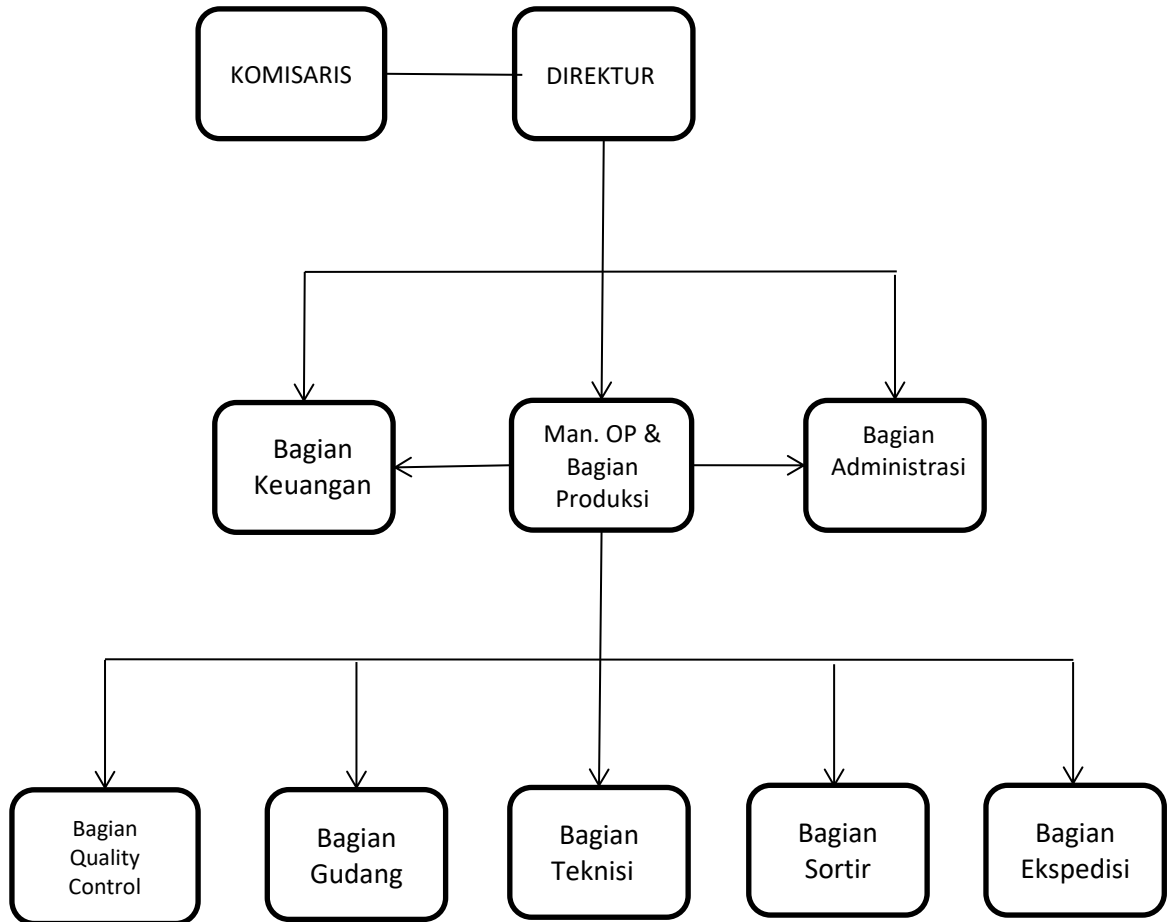 KOMISARIS
DIREKTUR
Bagian
Keuangan
Man. OP &
Bagian
Produksi
Bagian
Administrasi
Bagian
Quality
Control
Bagian
Gudang
Bagian
Teknisi
Bagian
Sortir
Bagian
Ekspedisi